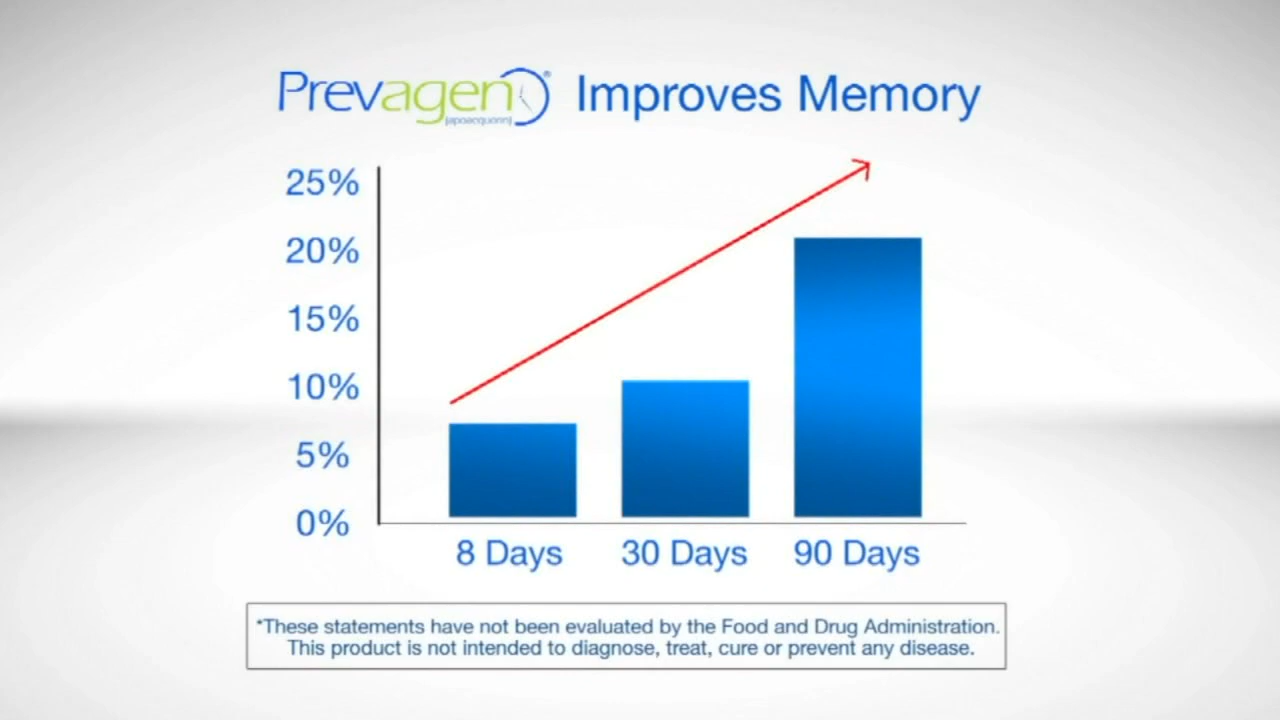 Prevagen® Improves Memory
(apoaequorin)
25%
20%
15%
10%
5%
0%
8 Days 30 Days 90 Days
*These statements have not been evaluated by the Food and Drug Administration.
This product is not intended to diagnose, treat, cure or prevent any disease.